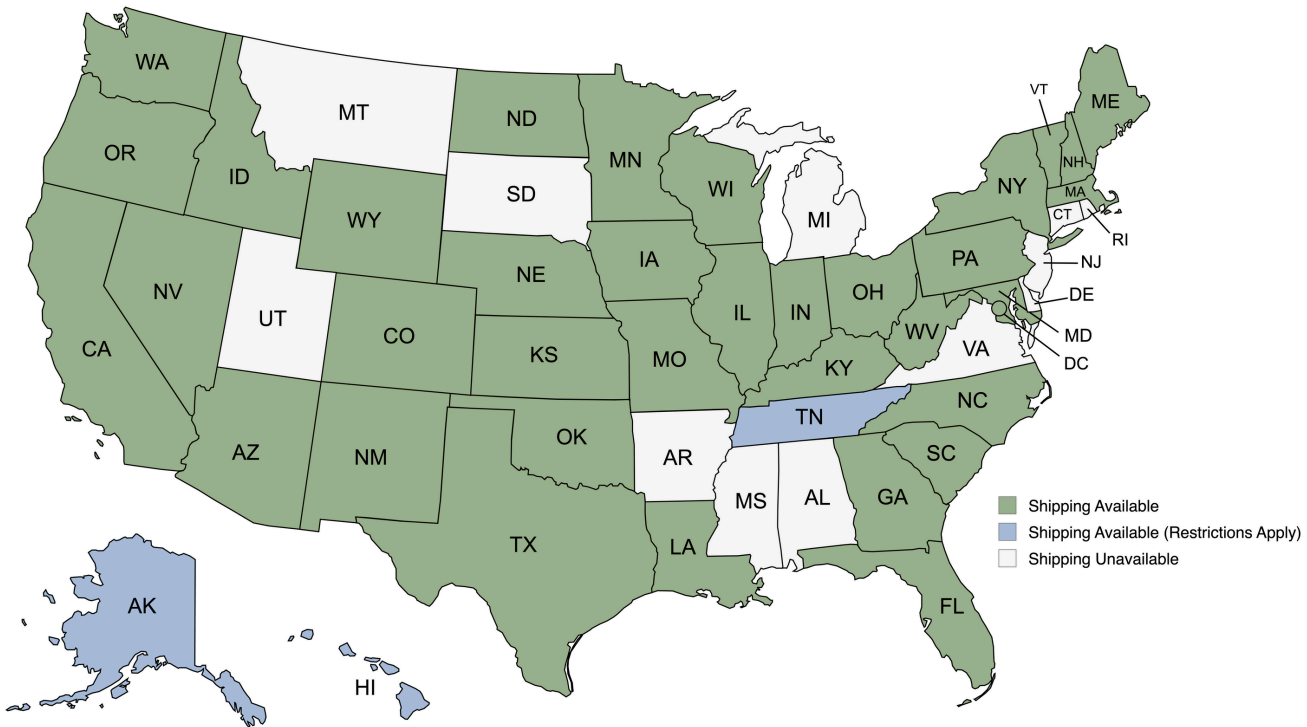 WA
MT
ND
MN
VT
ME
OR
ID
SD
WI
NY
NH
MA
WY
MI
CT
RI
IA
PA
NJ
NE
NV
IL
IN
OH
DE
UT
CO
WV
MD
CA
KS
MO
VA
DC
KY
NC
TN
OK
AZ
NM
AR
SC
MS
AL
GA
Shipping Available
Shipping Available (Restrictions Apply)
TX
LA
Shipping Unavailable
AK
FL
HI